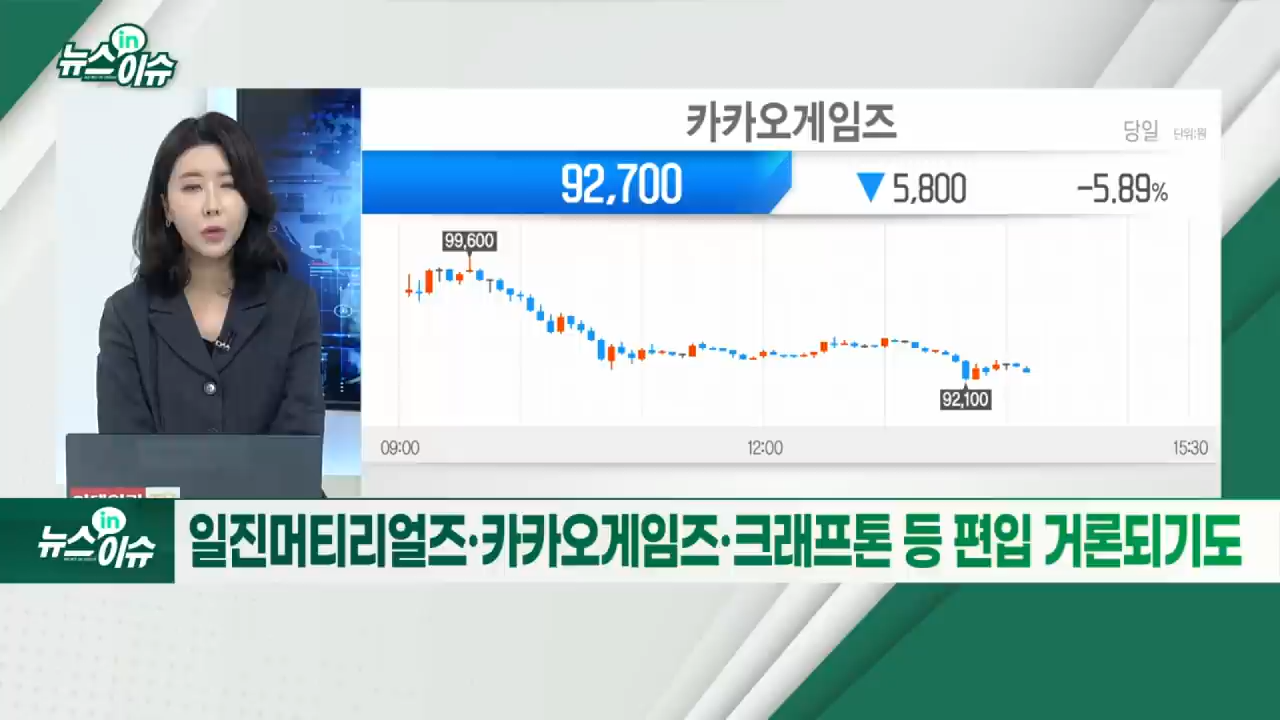 뉴스in이슈
카카오게임즈
당일 단위:원
92,700 ▼5,800 -5.89%
99,600
92,100
09:00 12:00 15:30
뉴스in이슈 일진머티리얼즈·카카오게임즈·크래프톤 등 편입 거론되기도